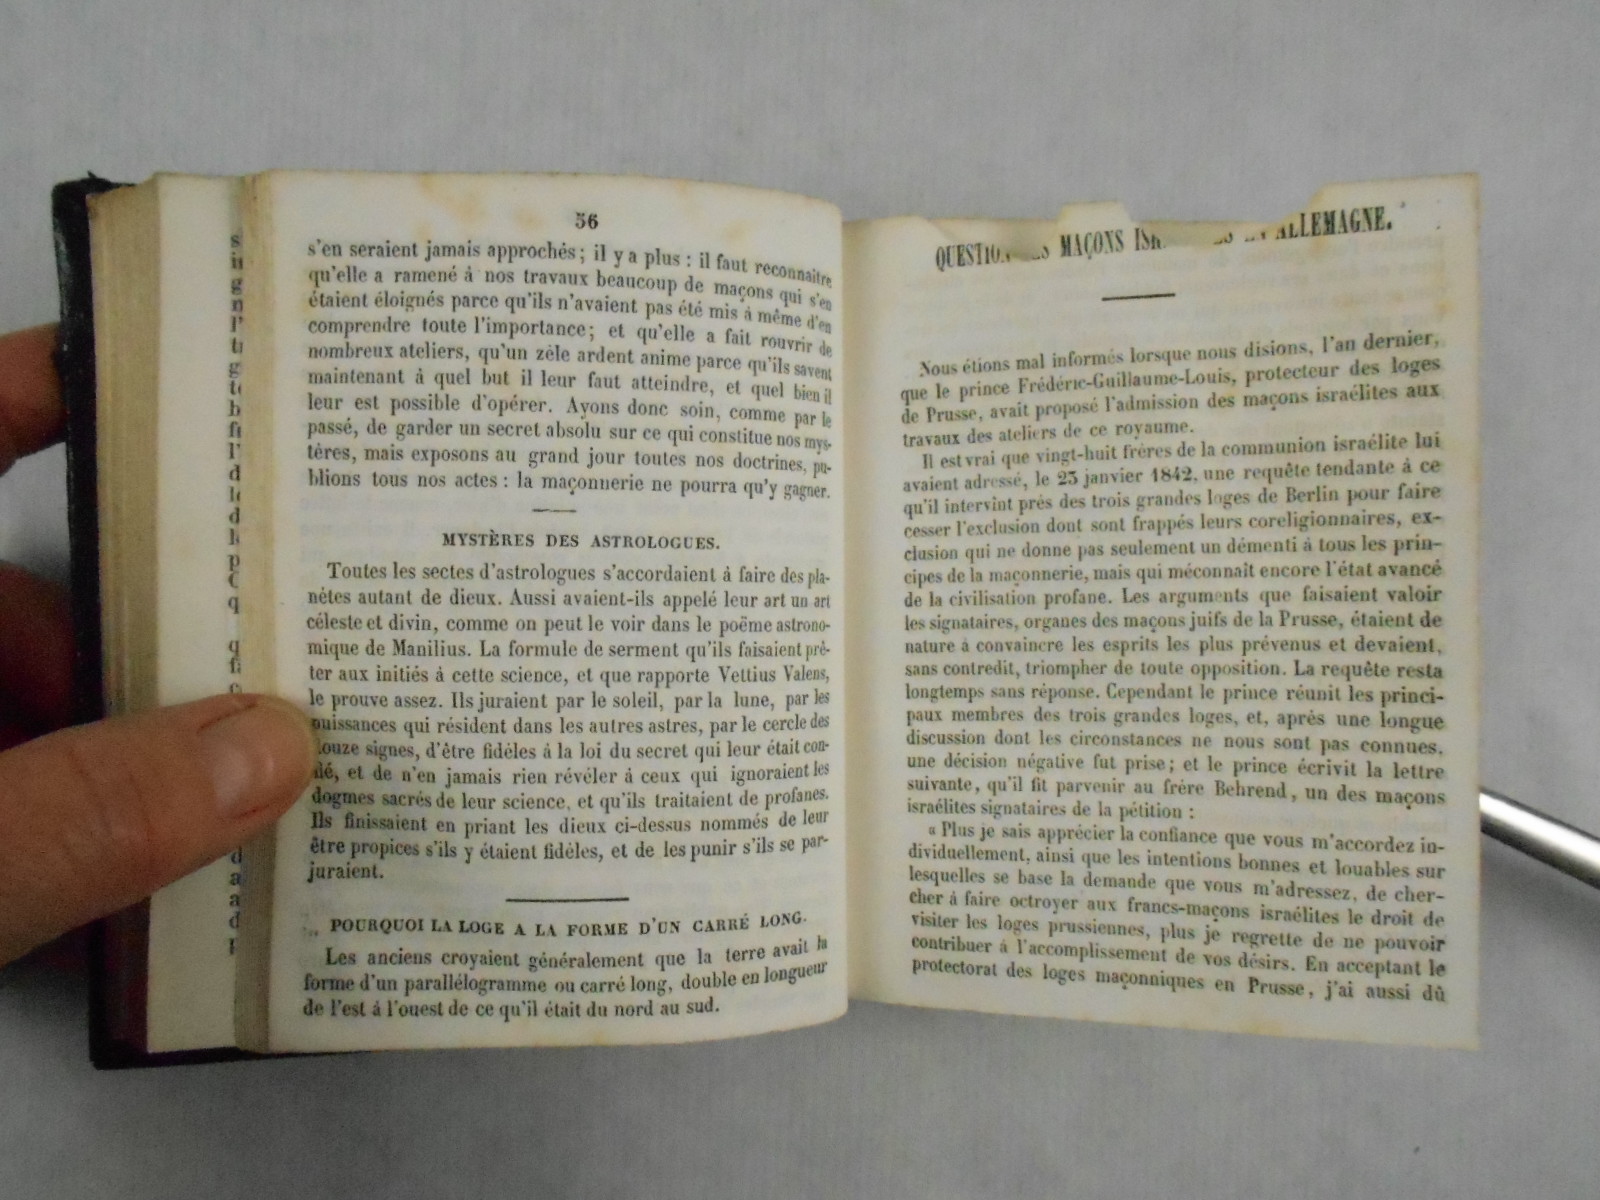 56
s'en seraient jamais approchés; il y a plus : il faut reconnaitre
qu'elle a ramené à nos travaux beaucoup de maçons qui s'en
étaient éloignés parce qu'ils n'avaient pas été mis à même d'en
comprendre toute l'importance; et qu'elle a fait rouvrir de
nombreux ateliers, qu'un zèle ardent anime parce qu'ils savent
maintenant à quel but il leur faut atteindre, et quel bien il
leur est possible d'opérer. Ayons donc soin, comme par le
passé, de garder un secret absolu sur ce qui constitue nos mys-
tères, mais exposons au grand jour toutes nos doctrines, pu-
blions tous nos actes : la maçonnerie ne pourra qu'y gagner.
MYSTÈRES DES ASTROLOGUES.
Toutes les sectes d'astrologues s'accordaient à faire des pla-
nètes autant de dieux. Aussi avaient-ils appelé leur art un art
céleste et divin, comme on peut le voir dans le poëme astrono-
mique de Manilius. La formule de serment qu'ils faisaient prê-
ter aux initiés à cette science, et que rapporte Vettius Valens,
le prouve assez. Ils juraient par le soleil, par la lune, par les
puissances qui résident dans les autres astres, par le cercle des
douze signes, d'être fidèles à la loi du secret qui leur était con-
fié, et de n'en jamais rien révéler à ceux qui ignoraient les
dogmes sacrés de leur science, et qu'ils traitaient de profanes.
Ils finissaient en priant les dieux ci-dessus nommés de leur
être propices s'ils y étaient fidèles, et de les punir s'ils se par-
juraient.
POURQUOI LA LOGE A LA FORME D'UN CARRÉ LONG.
Les anciens croyaient généralement que la terre avait la
forme d'un parallélogramme ou carré long, double en longueur
de l'est à l'ouest de ce qu'il était du nord au sud.
QUESTION MAÇONS ALLEMAGNE.
Nous étions mal informés lorsque nous disions, l'an dernier,
que le prince Frédéric-Guillaume-Louis, protecteur des loges
de Prusse, avait proposé l'admission des maçons israélites aux
travaux des ateliers de ce royaume.
Il est vrai que vingt-huit frères de la communion israélite lui
avaient adressé, le 23 janvier 1842, une requête tendante à ce
qu'il intervint près des trois grandes loges de Berlin pour faire
cesser l'exclusion dont sont frappés leurs coreligionnaires, ex-
clusion qui ne donne pas seulement un démenti à tous les prin-
cipes de la maçonnerie, mais qui méconnait encore l'état avancé
de la civilisation profane. Les arguments que faisaient valoir
les signataires, organes des maçons juifs de la Prusse, étaient de
nature à convaincre les esprits les plus prévenus et devaient,
sans contredit, triompher de toute opposition. La requête resta
longtemps sans réponse. Cependant le prince réunit les princi-
paux membres des trois grandes loges, et, après une longue
discussion dont les circonstances ne nous sont pas connues,
une décision négative fut prise; et le prince écrivit la lettre
suivante, qu'il fit parvenir au frère Behrend, un des maçons
israélites signataires de la pétition :
« Plus je sais apprécier la confiance que vous m'accordez in-
dividuellement, ainsi que les intentions bonnes et louables sur
lesquelles se base la demande que vous m'adressez, de cher-
cher à faire octroyer aux francs-maçons israélites le droit de
visiter les loges prussiennes, plus je regrette de ne pouvoir
contribuer à l'accomplissement de vos désirs. En acceptant le
protectorat des loges maçonniques en Prusse, j'ai aussi dû